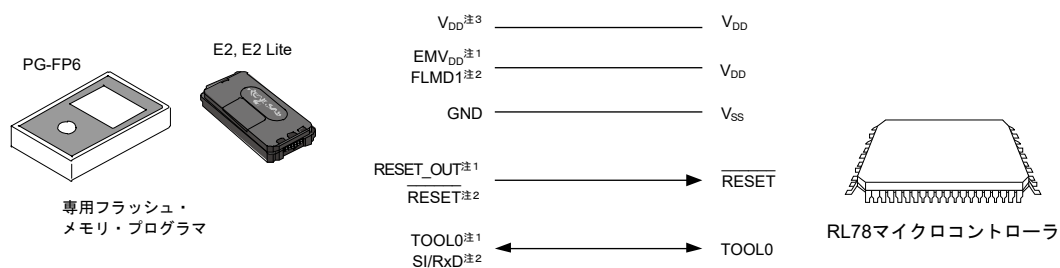 PG-FP6
E2, E2 Lite
専用フラッシュ・
メモリ・プログラマ
VDD注3
VDD
EMVDD注1
FLMD1注2
VDD
GND
VSS
RESET_OUT注1
RESET注2
RESET
TOOL0注1
SI/RxD注2
TOOL0
RL78マイクロコントローラ